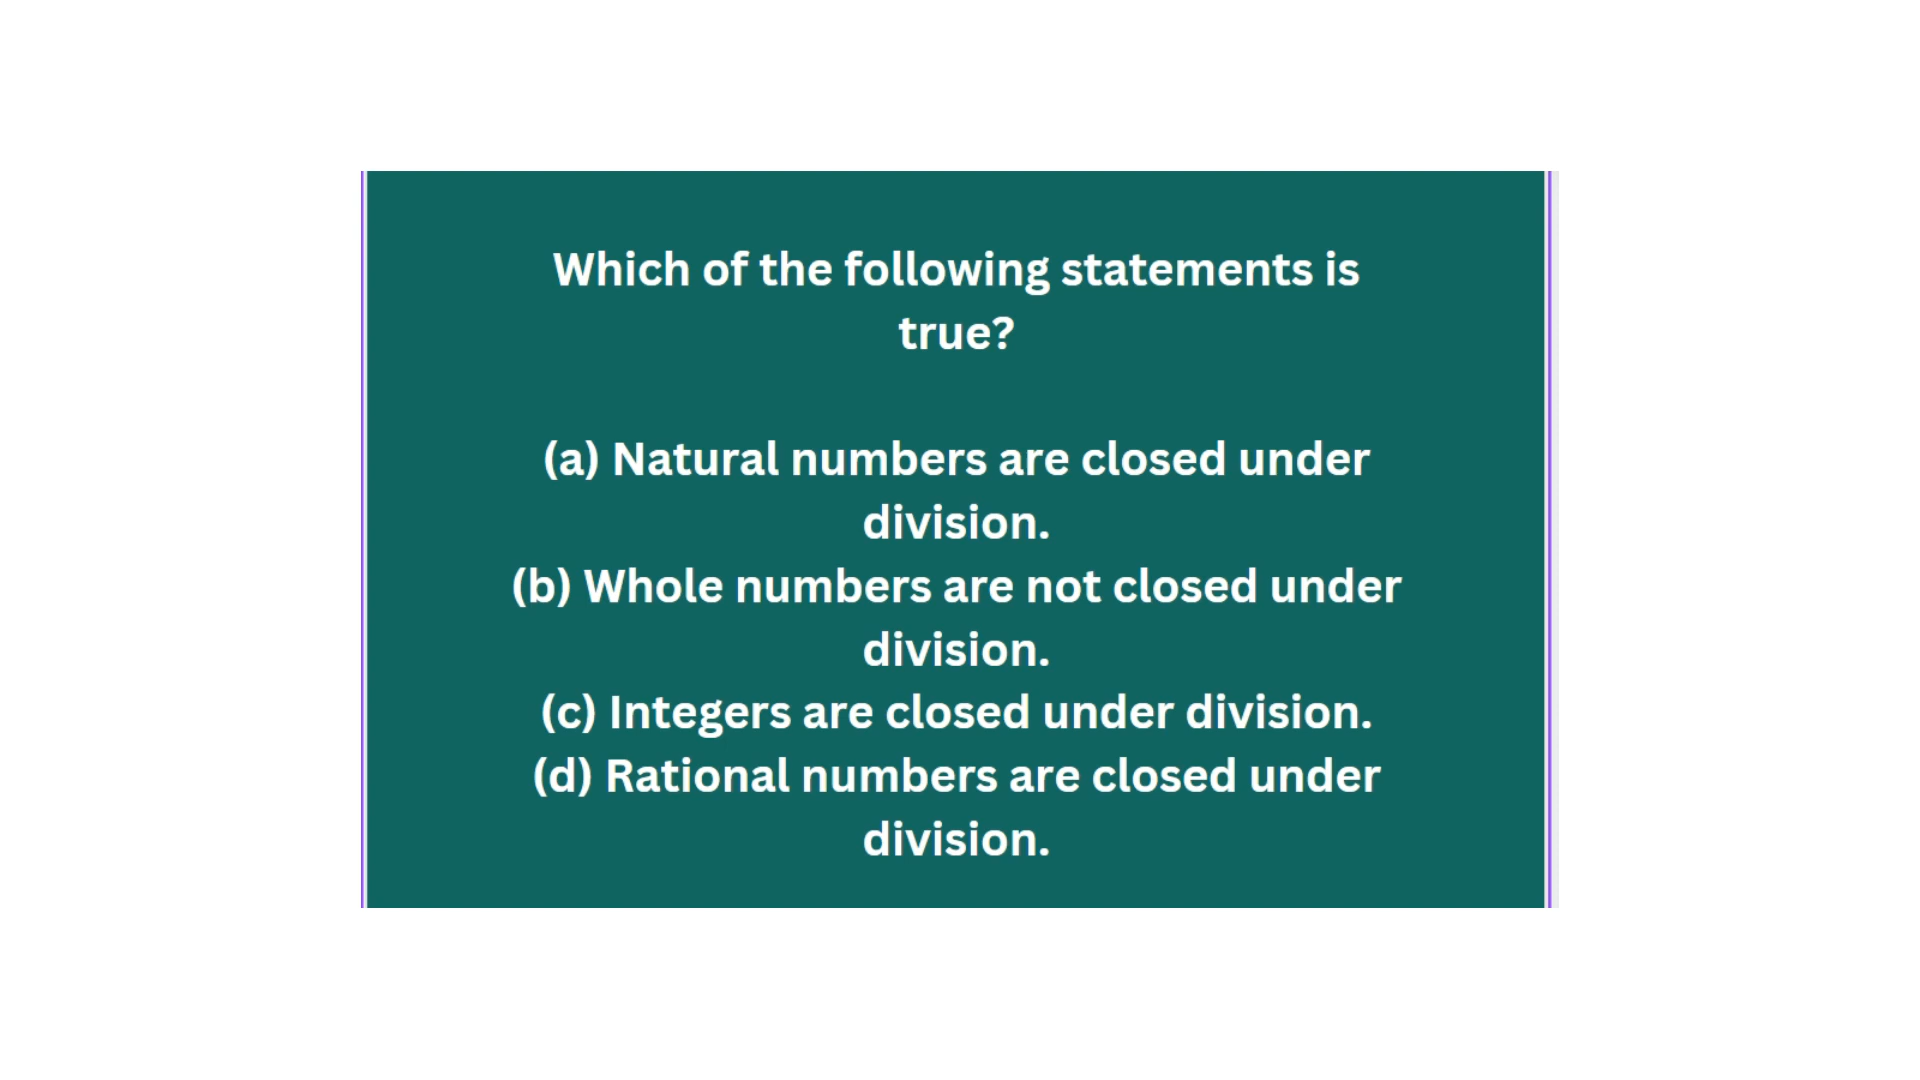 Which of the following statements is
true?
(a) Natural numbers are closed under
division.
(b) Whole numbers are not closed under
division.
(c) Integers are closed under division.
(d) Rational numbers are closed under
division.